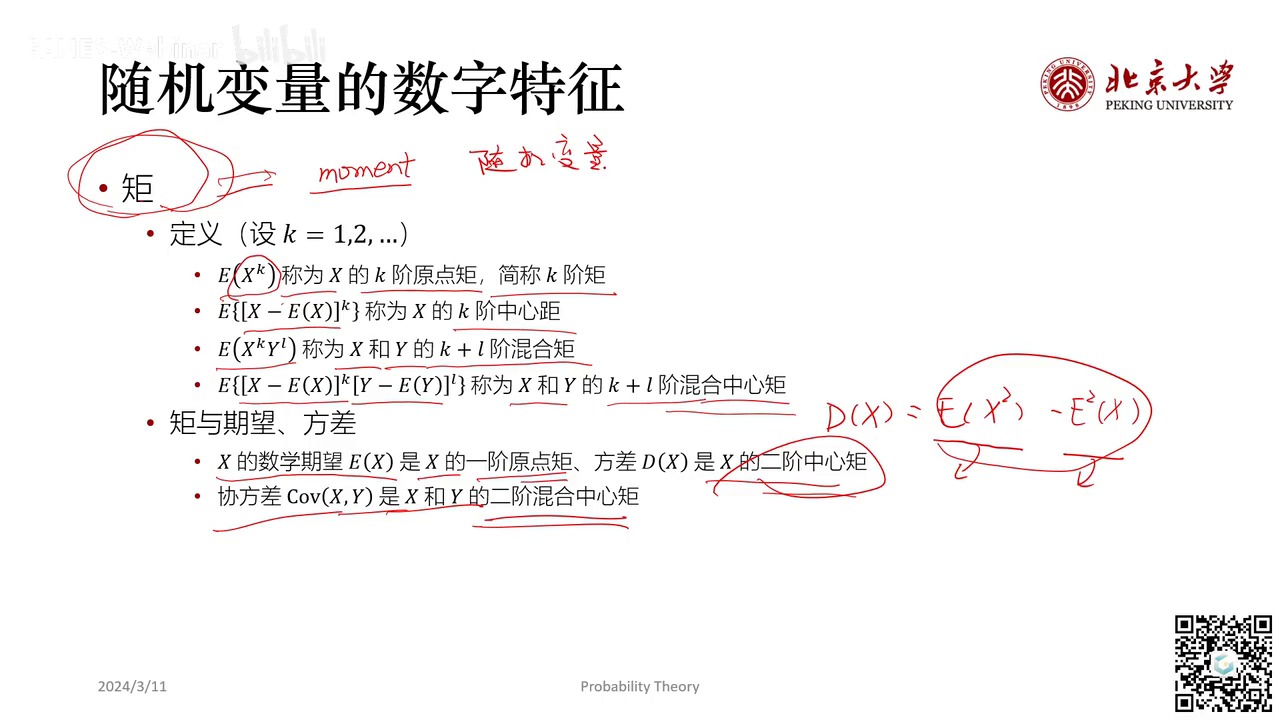 bilibili
随机变量的数字特征
北京大学
PEKING UNIVERSITY
moment 随机变量
• 矩
• 定义（设 k = 1,2, …）
• E(X^k) 称为 X 的 k 阶原点矩，简称 k 阶矩
• E{[X − E(X)]^k} 称为 X 的 k 阶中心距
• E(X^k Y^l) 称为 X 和 Y 的 k + l 阶混合矩
• E{[X − E(X)]^k [Y − E(Y)]^l} 称为 X 和 Y 的 k + l 阶混合中心矩
D(X) = E(X²) − E²(X)
• 矩与期望、方差
• X 的数学期望 E(X) 是 X 的一阶原点矩、方差 D(X) 是 X 的二阶中心矩
• 协方差 Cov(X, Y) 是 X 和 Y 的二阶混合中心矩
2024/3/11
Probability Theory